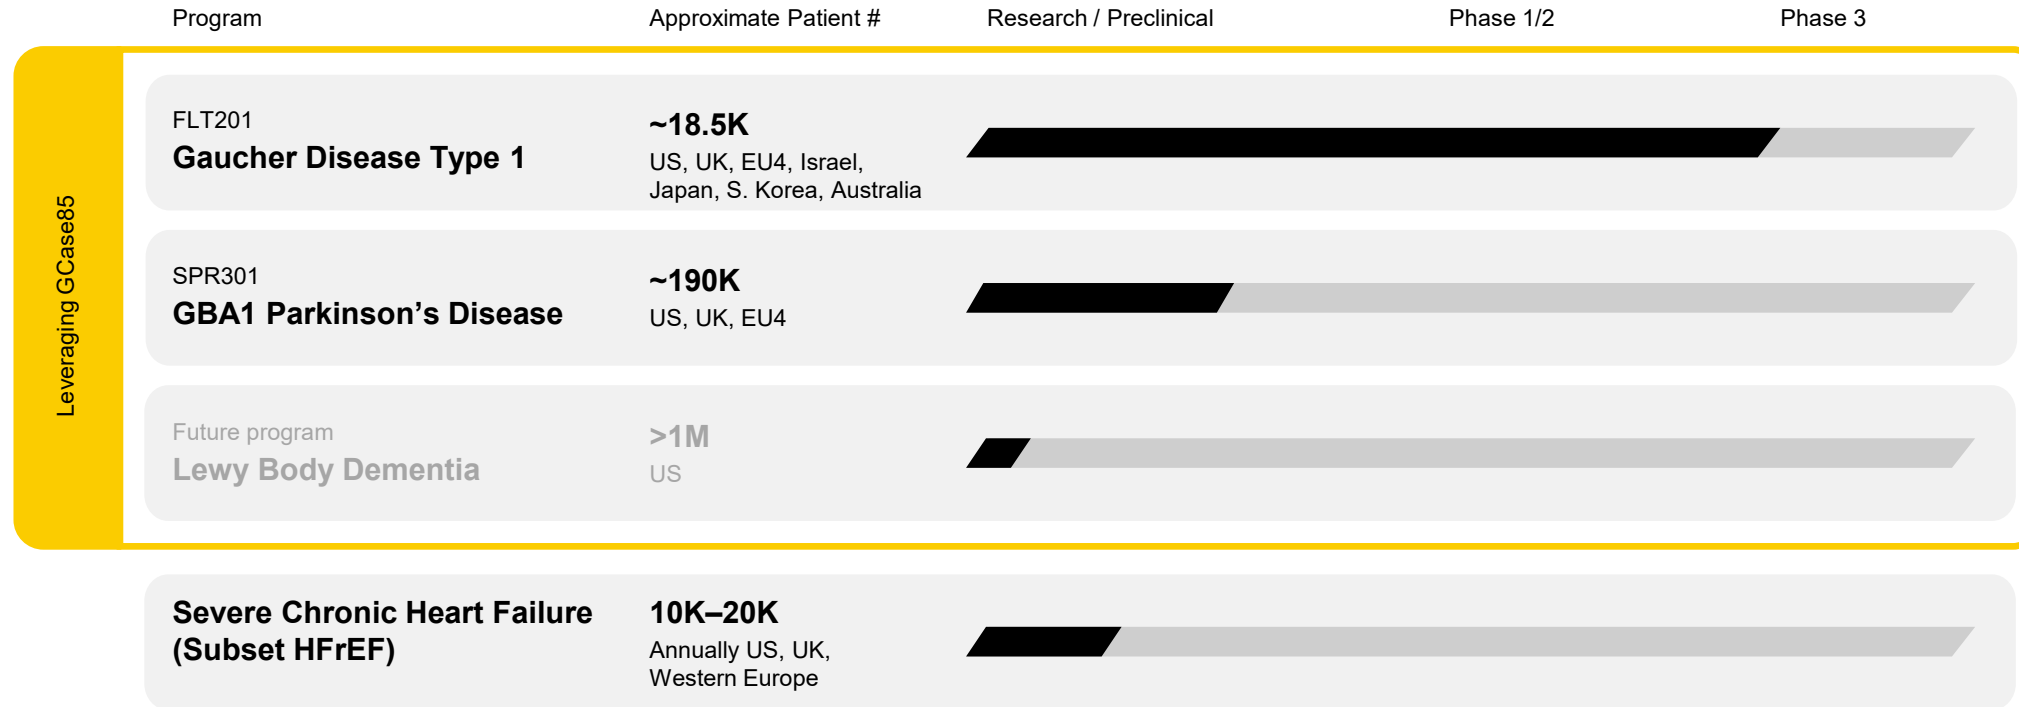 Program
Approximate Patient #
Research / Preclinical
Phase 1/2
Phase 3
Leveraging GCase85
FLT201
Gaucher Disease Type 1
~18.5K
US, UK, EU4, Israel,
Japan, S. Korea, Australia
SPR301
GBA1 Parkinson’s Disease
~190K
US, UK, EU4
Future program
Lewy Body Dementia
>1M
US
Severe Chronic Heart Failure
(Subset HFrEF)
10K–20K
Annually US, UK,
Western Europe